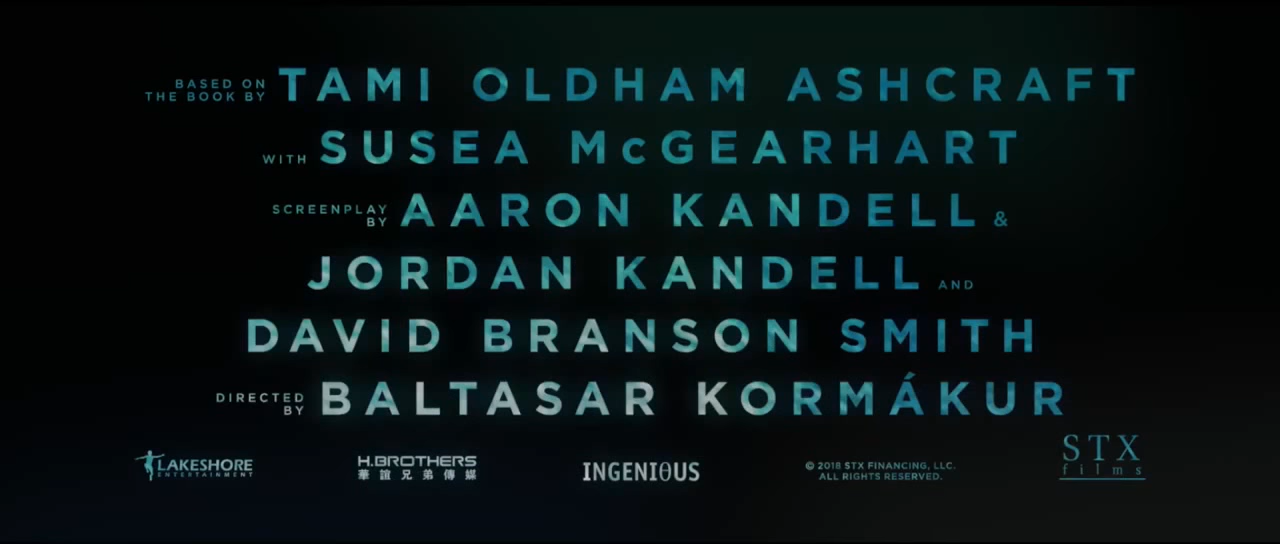 BASED ON
THE BOOK BY TAMI OLDHAM ASHCRAFT
WITH SUSEA McGEARHART
SCREENPLAY
BY AARON KANDELL &
JORDAN KANDELL AND
DAVID BRANSON SMITH
DIRECTED
BY BALTASAR KORMÁKUR
LAKESHORE
ENTERTAINMENT
H.BROTHERS
華誼兄弟傳媒
INGENIθUS
© 2018 STX FINANCING, LLC.
ALL RIGHTS RESERVED.
STX
films